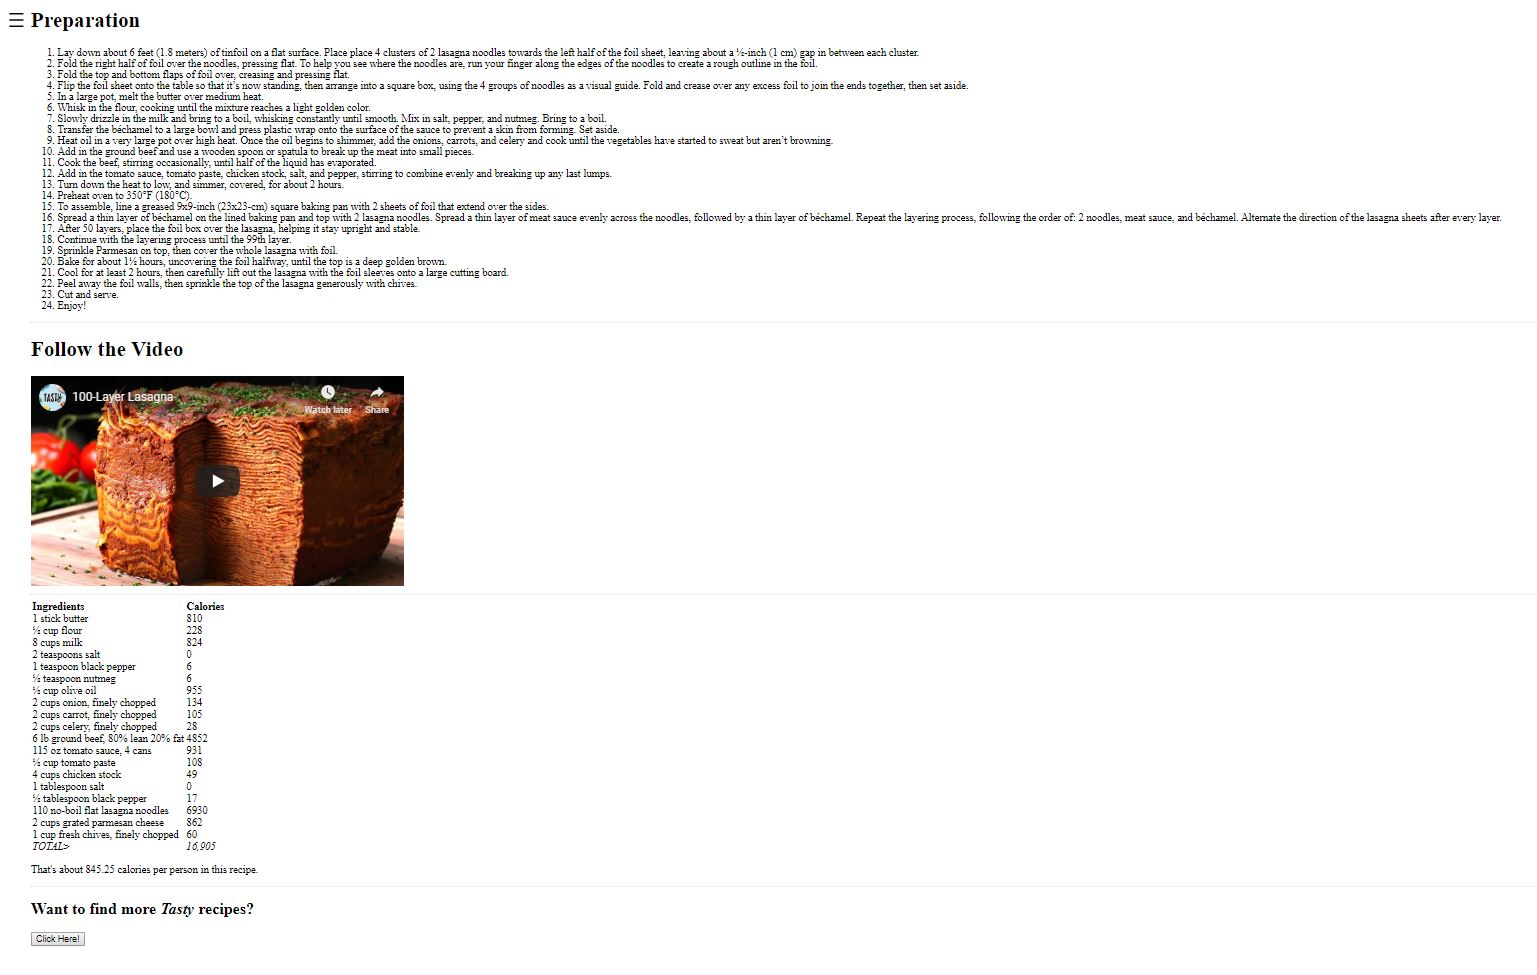 ☰ Preparation
1. Lay down about 6 feet (1.8 meters) of tinfoil on a flat surface. Place place 4 clusters of 2 lasagna noodles towards the left half of the foil sheet, leaving about a ½-inch (1 cm) gap in between each cluster.
2. Fold the right half of foil over the noodles, pressing flat. To help you see where the noodles are, run your finger along the edges of the noodles to create a rough outline in the foil.
3. Fold the top and bottom flaps of foil over, creasing and pressing flat.
4. Flip the foil sheet onto the table so that it's now standing, then arrange into a square box, using the 4 groups of noodles as a visual guide. Fold and crease over any excess foil to join the ends together, then set aside.
5. In a large pot, melt the butter over medium heat.
6. Whisk in the flour, cooking until the mixture reaches a light golden color.
7. Slowly drizzle in the milk and bring to a boil, whisking constantly until smooth. Mix in salt, pepper, and nutmeg. Bring to a boil.
8. Transfer the béchamel to a large bowl and press plastic wrap onto the surface of the sauce to prevent a skin from forming. Set aside.
9. Heat oil in a very large pot over high heat. Once the oil begins to shimmer, add the onions, carrots, and celery and cook until the vegetables have started to sweat but aren't browning.
10. Add in the ground beef and use a wooden spoon or spatula to break up the meat into small pieces.
11. Cook the beef, stirring occasionally, until half of the liquid has evaporated.
12. Add in the tomato sauce, tomato paste, chicken stock, salt, and pepper, stirring to combine evenly and breaking up any last lumps.
13. Turn down the heat to low, and simmer, covered, for about 2 hours.
14. Preheat oven to 350°F (180°C).
15. To assemble, line a greased 9x9-inch (23x23-cm) square baking pan with 2 sheets of foil that extend over the sides.
16. Spread a thin layer of béchamel on the lined baking pan and top with 2 lasagna noodles. Spread a thin layer of meat sauce evenly across the noodles, followed by a thin layer of béchamel. Repeat the layering process, following the order of: 2 noodles, meat sauce, and béchamel. Alternate the direction of the lasagna sheets after every layer.
17. After 50 layers, place the foil box over the lasagna, helping it stay upright and stable.
18. Continue with the layering process until the 99th layer.
19. Sprinkle Parmesan on top, then cover the whole lasagna with foil.
20. Bake for about 1½ hours, uncovering the foil halfway, until the top is a deep golden brown.
21. Cool for at least 2 hours, then carefully lift out the lasagna with the foil sleeves onto a large cutting board.
22. Peel away the foil walls, then sprinkle the top of the lasagna generously with chives.
23. Cut and serve.
24. Enjoy!
Follow the Video
TASTY 100-Layer Lasagna Watch later Share
Ingredients Calories
1 stick butter 810
½ cup flour 228
8 cups milk 824
2 teaspoons salt 0
1 teaspoon black pepper 6
½ teaspoon nutmeg 6
½ cup olive oil 955
2 cups onion, finely chopped 134
2 cups carrot, finely chopped 105
2 cups celery, finely chopped 28
6 lb ground beef, 80% lean 20% fat 4852
115 oz tomato sauce, 4 cans 931
½ cup tomato paste 108
4 cups chicken stock 49
1 tablespoon salt 0
½ tablespoon black pepper 17
110 no-boil flat lasagna noodles 6930
2 cups grated parmesan cheese 862
1 cup fresh chives, finely chopped 60
TOTAL> 16,905
That's about 845.25 calories per person in this recipe.
Want to find more Tasty recipes?
Click Here!